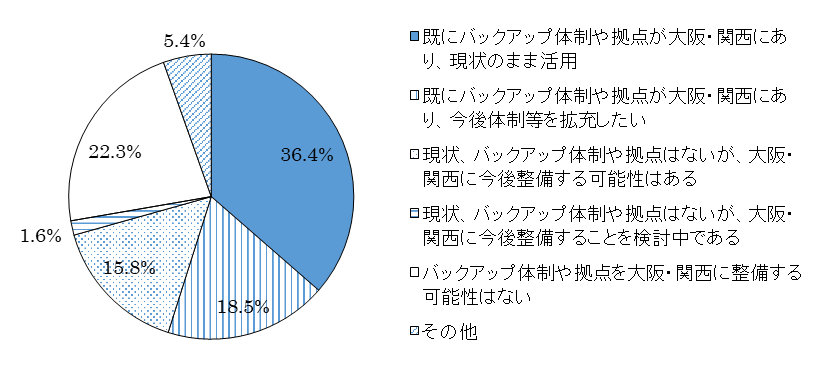 5.4%
36.4%
22.3%
1.6%
15.8%
18.5%
既にバックアップ体制や拠点が大阪・関西にあ
り、現状のまま活用
既にバックアップ体制や拠点が大阪・関西にあ
り、今後体制等を拡充したい
現状、バックアップ体制や拠点はないが、大阪・
関西に今後整備する可能性はある
現状、バックアップ体制や拠点はないが、大阪・
関西に今後整備することを検討中である
バックアップ体制や拠点を大阪・関西に整備する
可能性はない
その他